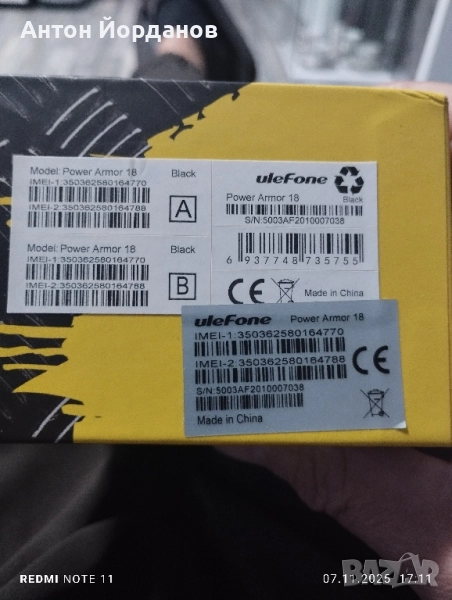 Антон Йорданов
Model: Power Armor 18 Black
IMEI-1:350362580164770
IMEI-2:350362580164788
A
Model: Power Armor 18 Black
IMEI-1:350362580164770
IMEI-2:350362580164788
B
uleFone
Power Armor 18 Black
S/N:5003AF2010007038
6 937748 735755
CE
Made in China
uleFone Power Armor 18
IMEI-1:350362580164770
IMEI-2:350362580164788
CE
S/N:5003AF2010007038
Made in China
REDMI NOTE 11
07.11.2025 17:11
BAZAR